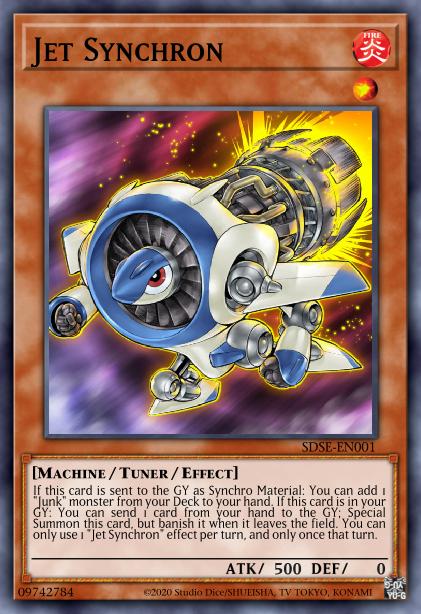 JET SYNCHRON
FIRE
炎
SDSE-EN001
[MACHINE / TUNER / EFFECT]
If this card is sent to the GY as Synchro Material: You can add 1
"Junk" monster from your Deck to your hand. If this card is in your
GY: You can send 1 card from your hand to the GY; Special
Summon this card, but banish it when it leaves the field. You can
only use 1 "Jet Synchron" effect per turn, and only once that turn.
ATK/ 500 DEF/ 0
09742784
©2020 Studio Dice/SHUEISHA, TV TOKYO, KONAMI